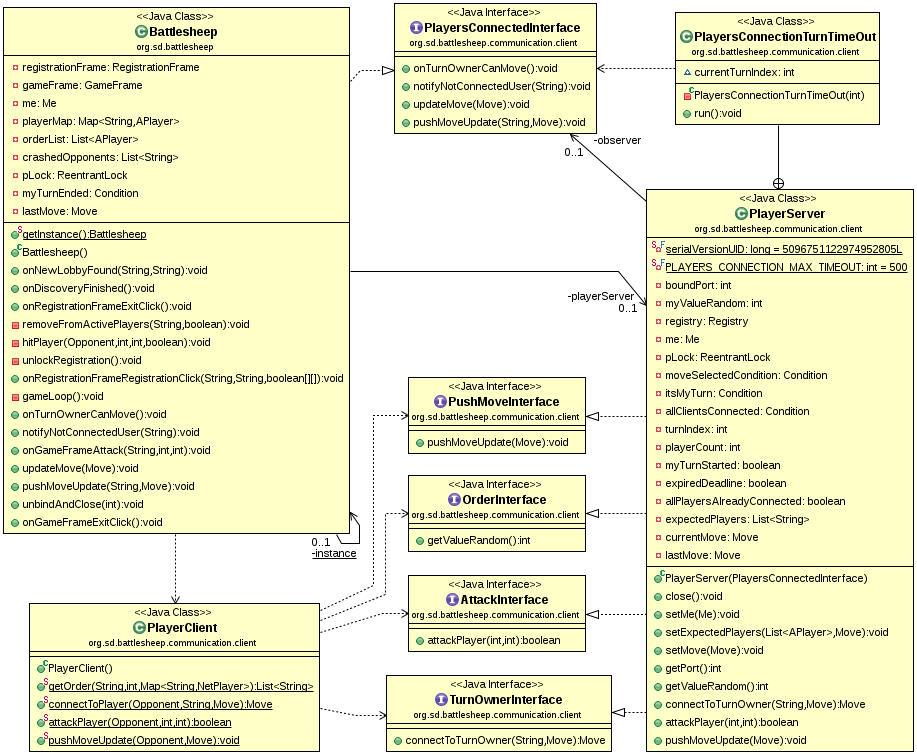 <<Java Class>>
Battlesheep
org.sd.battlesheep
registrationFrame: RegistrationFrame
gameFrame: GameFrame
me: Me
playerMap: Map<String,APlayer>
orderList: List<APlayer>
crashedOpponents: List<String>
pLock: ReentrantLock
myTurnEnded: Condition
lastMove: Move
getInstance():Battlesheep
Battlesheep()
onNewLobbyFound(String,String):void
onDiscoveryFinished():void
onRegistrationFrameExitClick():void
removeFromActivePlayers(String,boolean):void
hitPlayer(Opponent,int,int,boolean):void
unlockRegistration():void
onRegistrationFrameRegistrationClick(String,String,boolean[][]):void
gameLoop():void
onTurnOwnerCanMove():void
notifyNotConnectedUser(String):void
onGameFrameAttack(String,int,int):void
updateMove(Move):void
pushMoveUpdate(String,Move):void
unbindAndClose(int):void
onGameFrameExitClick():void
0..1
-instance
<<Java Interface>>
PlayersConnectedInterface
org.sd.battlesheep.communication.client
onTurnOwnerCanMove():void
notifyNotConnectedUser(String):void
updateMove(Move):void
pushMoveUpdate(String,Move):void
-observer
0..1
<<Java Class>>
PlayersConnectionTurnTimeOut
org.sd.battlesheep.communication.client
currentTurnIndex: int
PlayersConnectionTurnTimeOut(int)
run():void
-playerServer
0..1
<<Java Class>>
PlayerServer
org.sd.battlesheep.communication.client
serialVersionUID: long = 5096751122974952805L
PLAYERS_CONNECTION_MAX_TIMEOUT: int = 500
boundPort: int
myValueRandom: int
registry: Registry
me: Me
pLock: ReentrantLock
moveSelectedCondition: Condition
itsMyTurn: Condition
allClientsConnected: Condition
turnIndex: int
playerCount: int
myTurnStarted: boolean
expiredDeadline: boolean
allPlayersAlreadyConnected: boolean
expectedPlayers: List<String>
currentMove: Move
lastMove: Move
PlayerServer(PlayersConnectedInterface)
close():void
setMe(Me):void
setExpectedPlayers(List<APlayer>,Move):void
setMove(Move):void
getPort():int
getValueRandom():int
connectToTurnOwner(String,Move):Move
attackPlayer(int,int):boolean
pushMoveUpdate(Move):void
<<Java Interface>>
PushMoveInterface
org.sd.battlesheep.communication.client
pushMoveUpdate(Move):void
<<Java Interface>>
OrderInterface
org.sd.battlesheep.communication.client
getValueRandom():int
<<Java Interface>>
AttackInterface
org.sd.battlesheep.communication.client
attackPlayer(int,int):boolean
<<Java Interface>>
TurnOwnerInterface
org.sd.battlesheep.communication.client
connectToTurnOwner(String,Move):Move
<<Java Class>>
PlayerClient
org.sd.battlesheep.communication.client
PlayerClient()
getOrder(String,int,Map<String,NetPlayer>):List<String>
connectToPlayer(Opponent,String,Move):Move
attackPlayer(Opponent,int,int):boolean
pushMoveUpdate(Opponent,Move):void